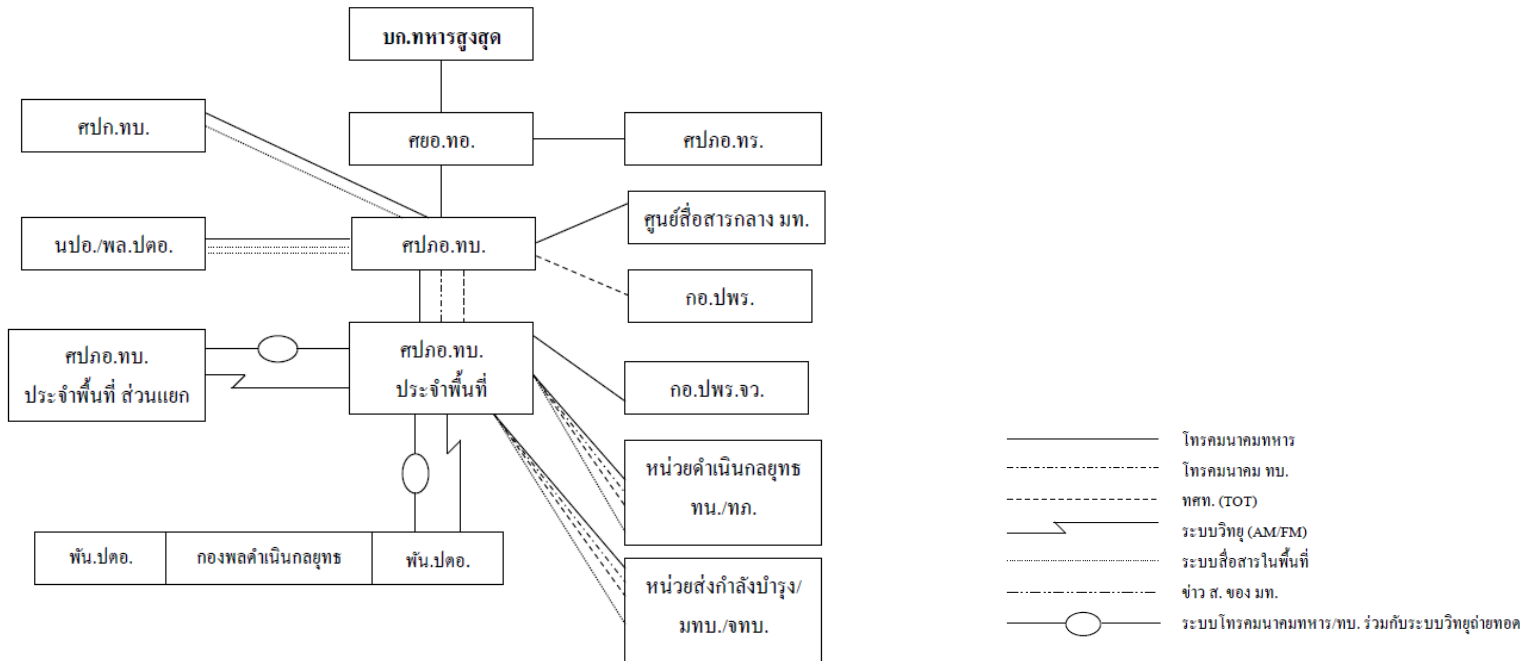 บก.ทหารสูงสุด
ศปก.ทบ.
ศยอ.ทอ.
ศปภอ.ทร.
ศูนย์สื่อสารกลาง มท.
นปอ./พล.ปตอ.
ศปภอ.ทบ.
กอ.ปพร.
ศปภอ.ทบ.
ประจำพื้นที่ ส่วนแยก
ศปภอ.ทบ.
ประจำพื้นที่
กอ.ปพร.จว.
หน่วยดำเนินกลยุทธ
ทน./ทภ.
พัน.ปตอ.
กองพลดำเนินกลยุทธ
พัน.ปตอ.
หน่วยส่งกำลังบำรุง/
มทบ./จทบ.
โทรคมนาคมทหาร
โทรคมนาคม ทบ.
ทศท. (TOT)
ระบบวิทยุ (AM/FM)
ระบบสื่อสารในพื้นที่
ข่าว ส. ของ มท.
ระบบโทรคมนาคมทหาร/ทบ. ร่วมกับระบบวิทยุถ่ายทอด